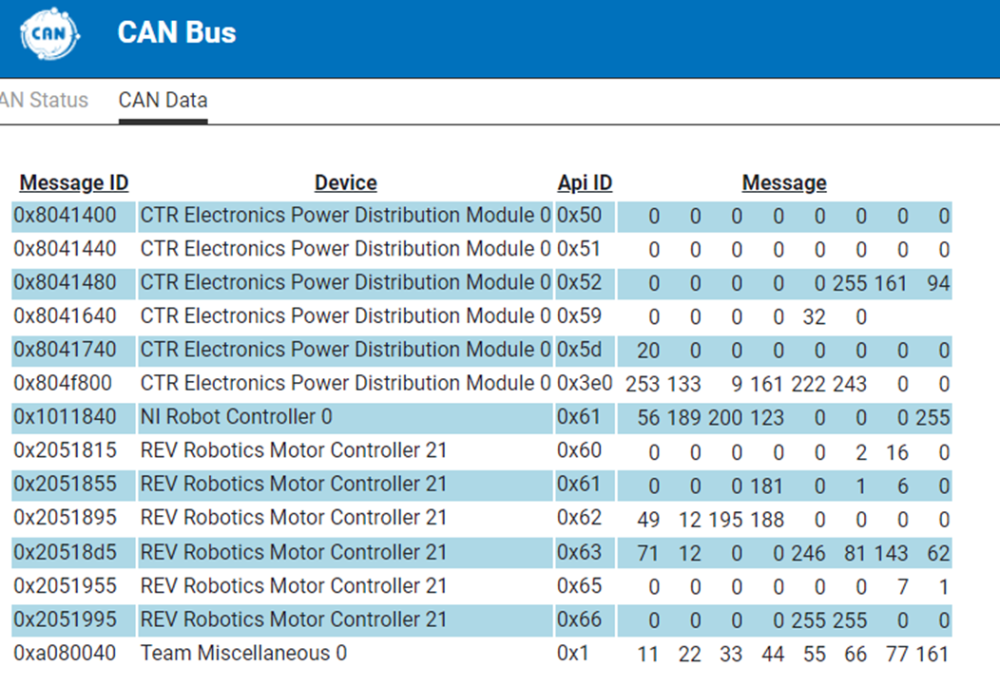 CAN CAN Bus
AN Status CAN Data
Message ID Device Api ID Message
0x8041400 CTR Electronics Power Distribution Module 0 0x50 0 0 0 0 0 0 0 0
0x8041440 CTR Electronics Power Distribution Module 0 0x51 0 0 0 0 0 0 0 0
0x8041480 CTR Electronics Power Distribution Module 0 0x52 0 0 0 0 0 255 161 94
0x8041640 CTR Electronics Power Distribution Module 0 0x59 0 0 0 0 32 0
0x8041740 CTR Electronics Power Distribution Module 0 0x5d 20 0 0 0 0 0 0 0
0x804f800 CTR Electronics Power Distribution Module 0 0x3e0 253 133 9 161 222 243 0 0
0x1011840 NI Robot Controller 0 0x61 56 189 200 123 0 0 0 255
0x2051815 REV Robotics Motor Controller 21 0x60 0 0 0 0 0 2 16 0
0x2051855 REV Robotics Motor Controller 21 0x61 0 0 0 181 0 1 6 0
0x2051895 REV Robotics Motor Controller 21 0x62 49 12 195 188 0 0 0 0
0x20518d5 REV Robotics Motor Controller 21 0x63 71 12 0 0 246 81 143 62
0x2051955 REV Robotics Motor Controller 21 0x65 0 0 0 0 0 0 7 1
0x2051995 REV Robotics Motor Controller 21 0x66 0 0 0 0 255 255 0 0
0xa080040 Team Miscellaneous 0 0x1 11 22 33 44 55 66 77 161